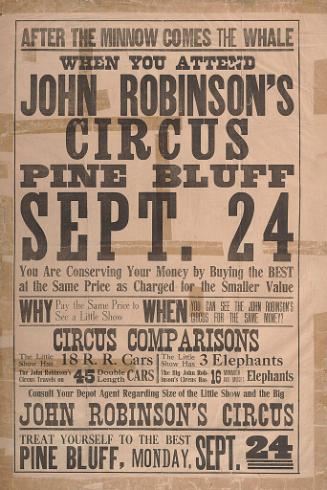 AFTER THE MINNOW COMES THE WHALE
WHEN YOU ATTEND
JOHN ROBINSON'S
CIRCUS
PINE BLUFF
SEPT. 24
You Are Conserving Your Money by Buying the BEST
at the Same Price as Charged for the Smaller Value
WHY Pay the Same Price to
See a Little Show
WHEN YOU CAN SEE THE JOHN ROBINSON'S
CIRCUS FOR THE SAME MONEY?
CIRCUS COMPARISONS
The Little
Show Has 18 R. R. Cars
The Little
Show Has 3 Elephants
The John Robinson's
Circus Travels on 45 Double
Length CARS
The Big John Rob-
inson's Circus Has 16 Elephants
Consult Your Depot Agent Regarding Size of the Little Show and the Big
JOHN ROBINSON'S CIRCUS
TREAT YOURSELF TO THE BEST
PINE BLUFF, MONDAY, SEPT. 24